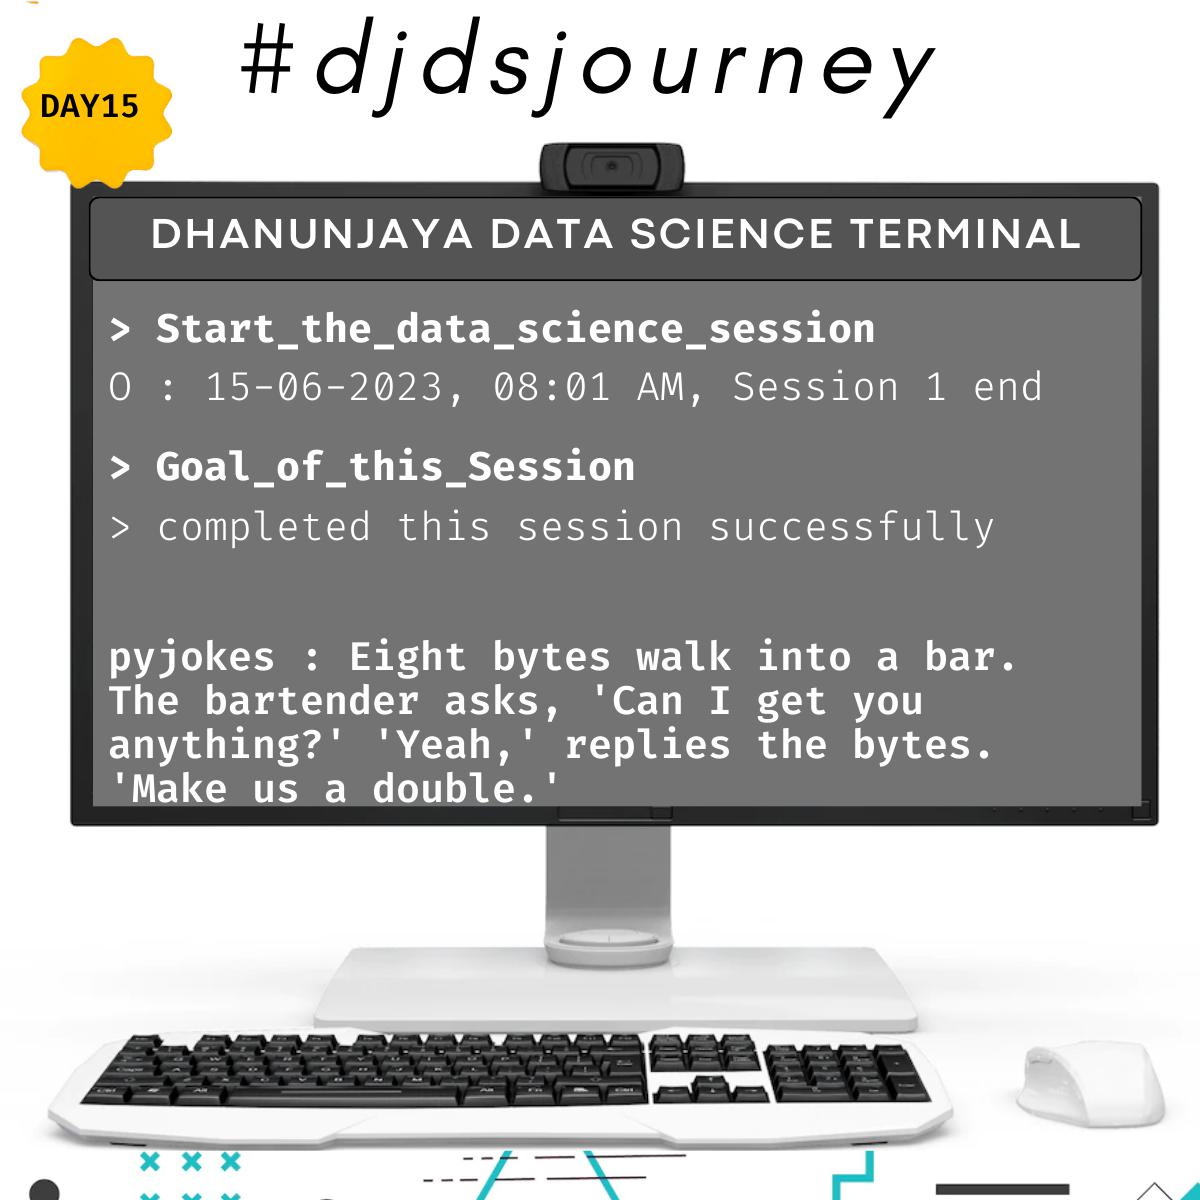 #djdsjourney
DAY15
DHANUNJAYA DATA SCIENCE TERMINAL
> Start_the_data_science_session
O : 15-06-2023, 08:01 AM, Session 1 end
> Goal_of_this_Session
> completed this session successfully
pyjokes : Eight bytes walk into a bar.
The bartender asks, 'Can I get you
anything?' 'Yeah,' replies the bytes.
'Make us a double.'